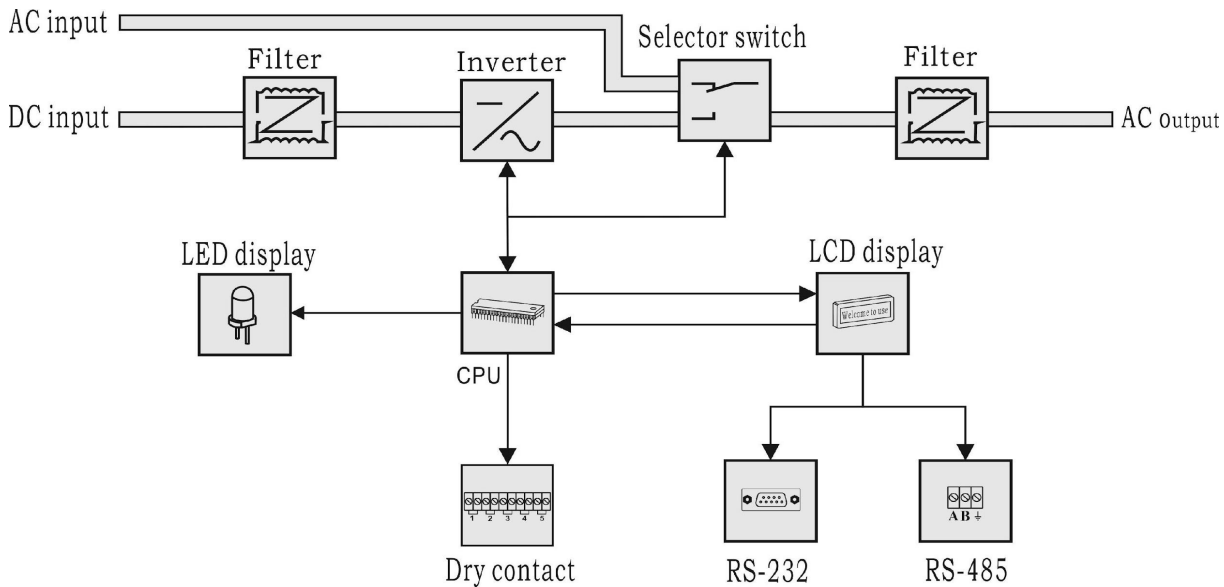 AC input
Selector switch
Filter
Inverter
Filter
DC input
AC Output
LED display
LCD display
Welcome to use
CPU
1 2 3 4 5
A B
Dry contact
RS-232
RS-485